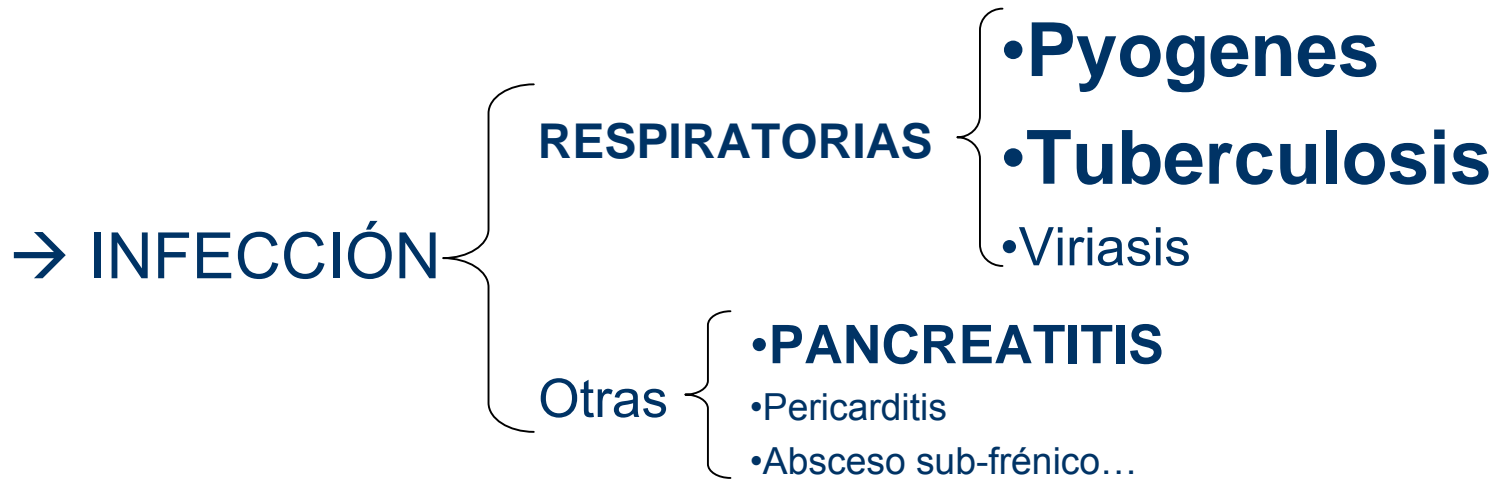 → INFECCIÓN
RESPIRATORIAS
•Pyogenes
•Tuberculosis
•Viriasis
Otras
•PANCREATITIS
•Pericarditis
•Absceso sub-frénico…